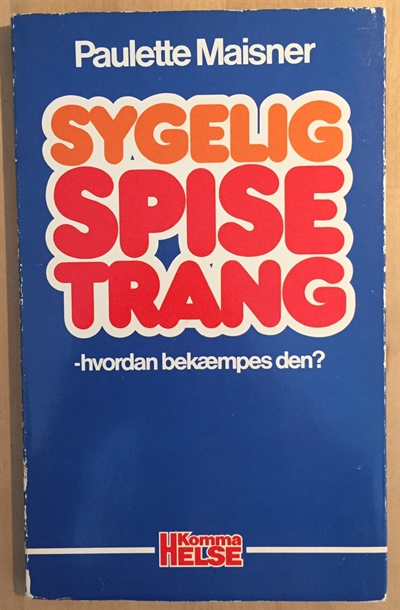 Paulette Maisner
SYGELIG
SPISE
TRANG
-hvordan bekæmpes den?
Komma
HELSE